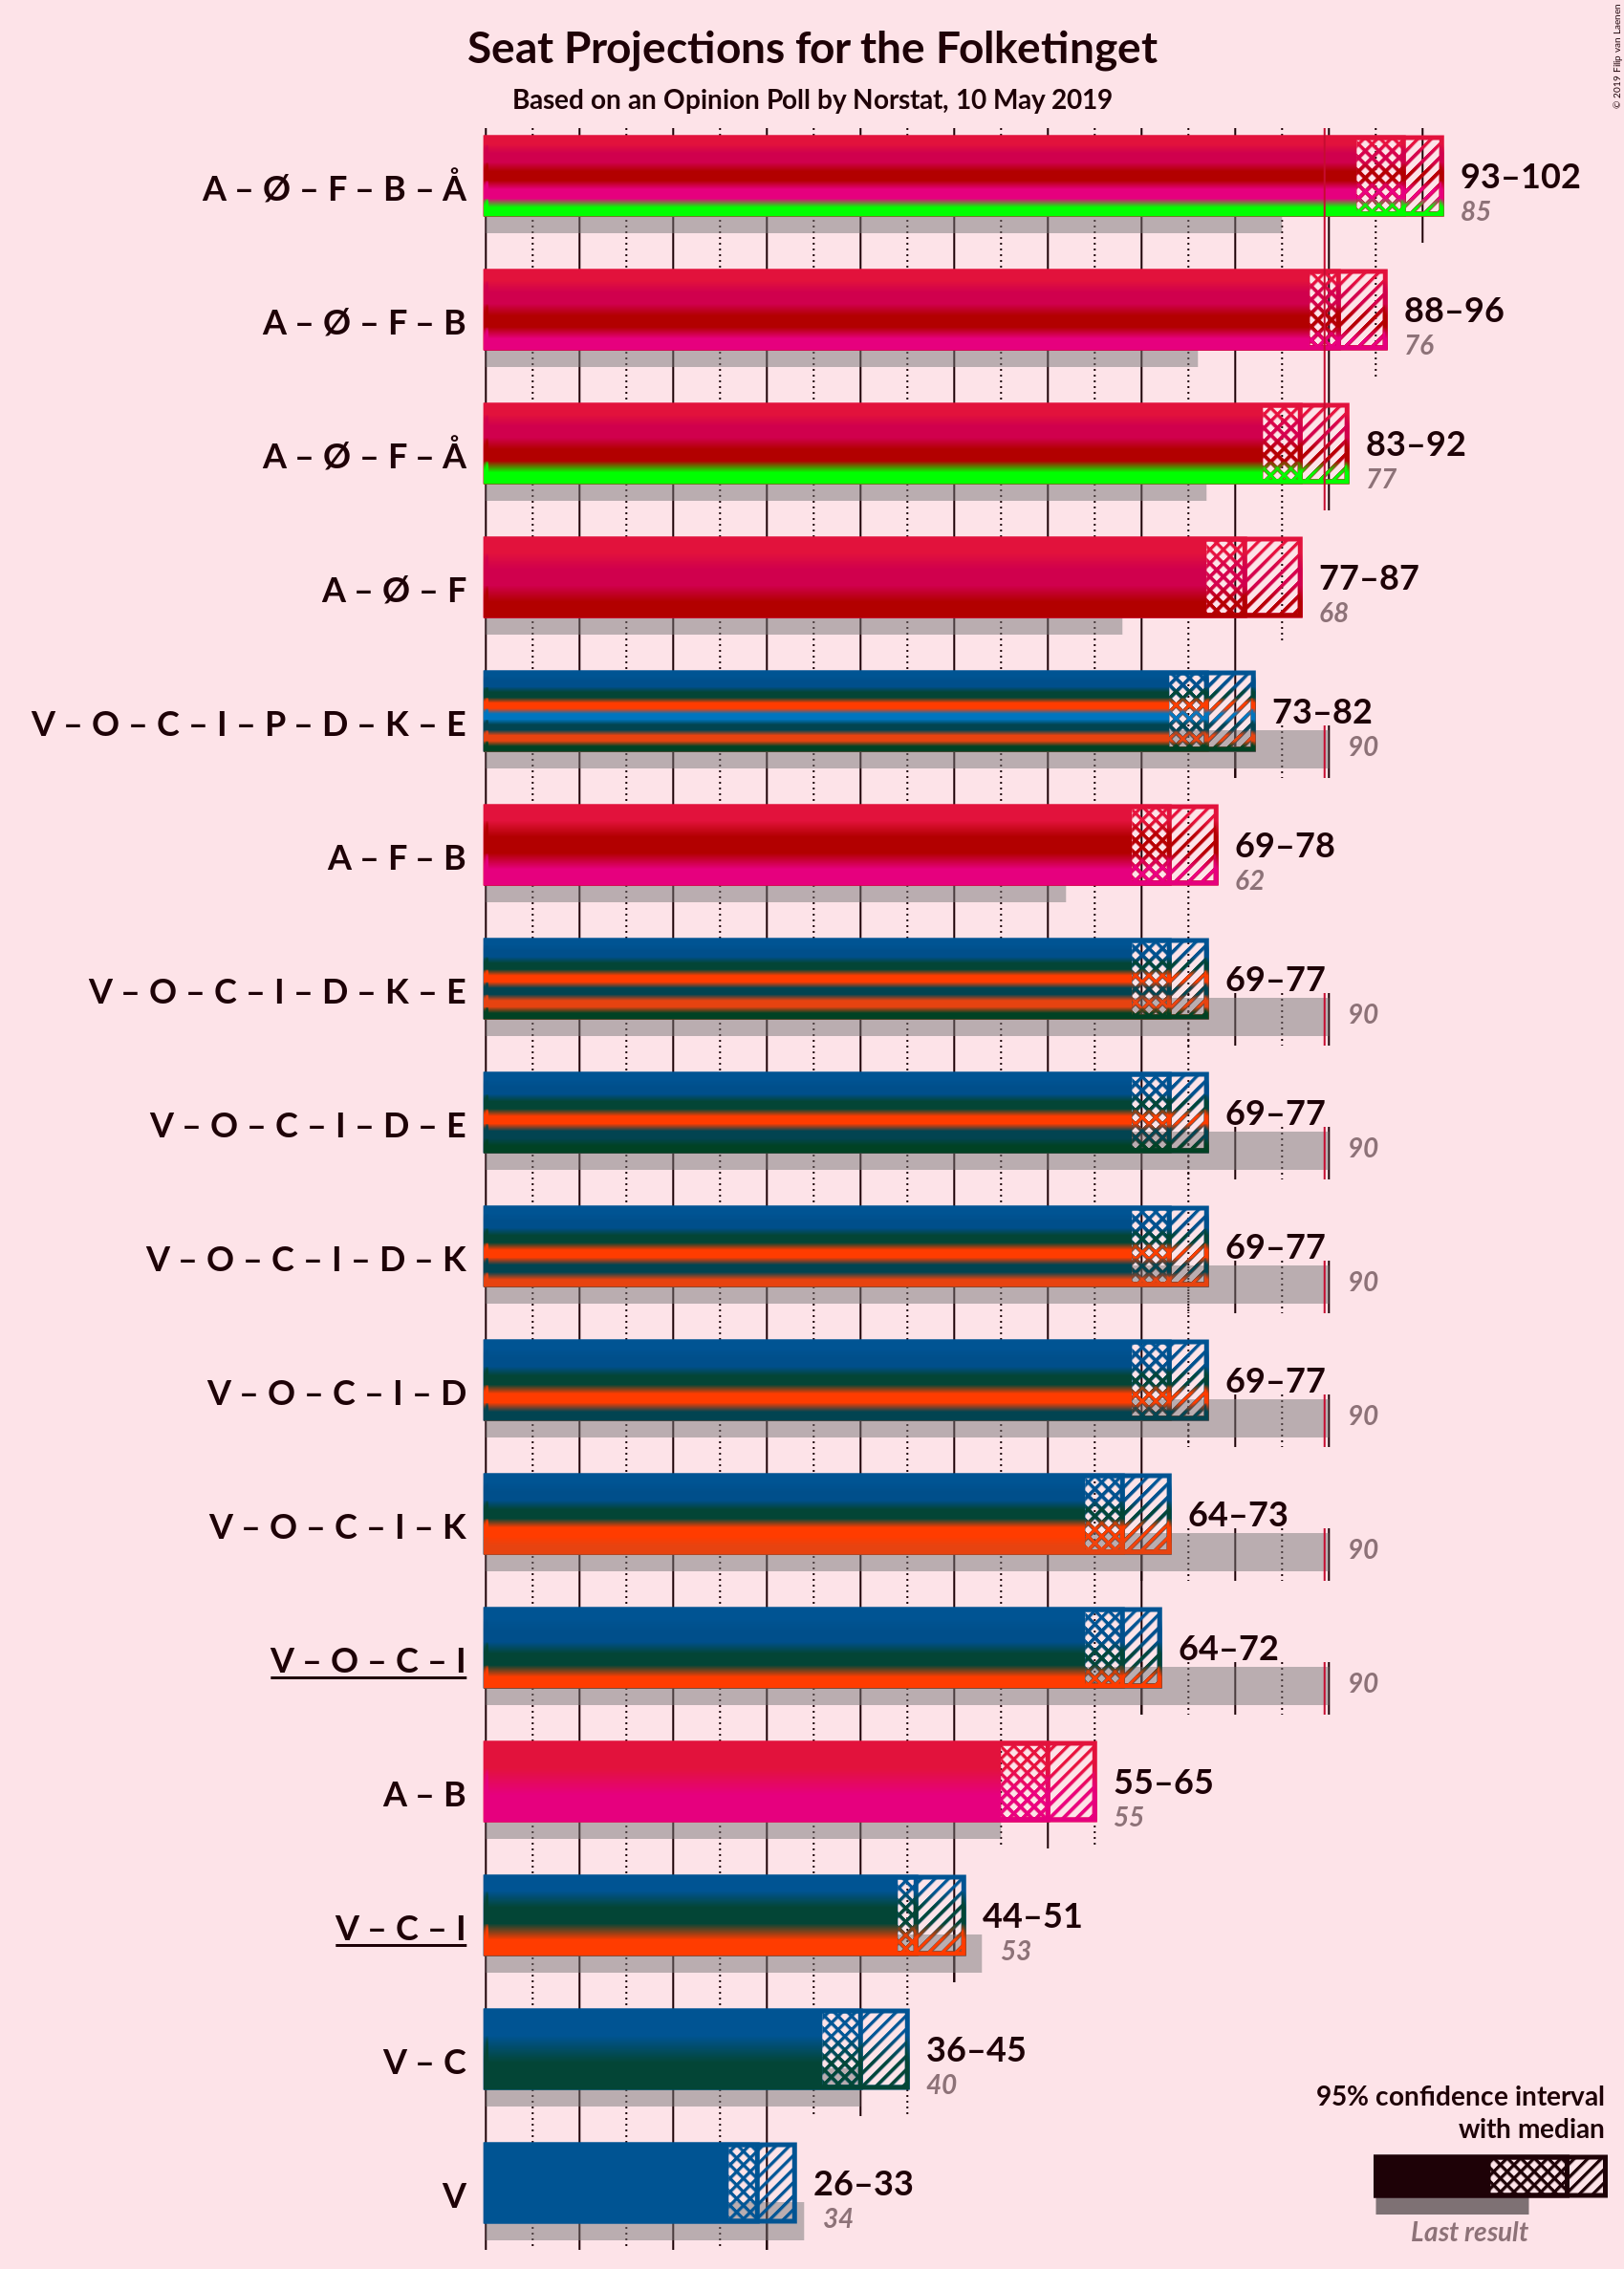 © 2019 Filip van Laenen
Seat Projections for the Folketinget
Based on an Opinion Poll by Norstat, 10 May 2019
A – Ø – F – B – Å
93–102
85
A – Ø – F – B
88–96
76
A – Ø – F – Å
83–92
77
A – Ø – F
77–87
68
V – O – C – I – P – D – K – E
73–82
90
A – F – B
69–78
62
V – O – C – I – D – K – E
69–77
90
V – O – C – I – D – E
69–77
90
V – O – C – I – D – K
69–77
90
V – O – C – I – D
69–77
90
V – O – C – I – K
64–73
90
V – O – C – I
64–72
90
A – B
55–65
55
V – C – I
44–51
53
V – C
36–45
40
V
26–33
34
95% confidence interval
with median
Last result